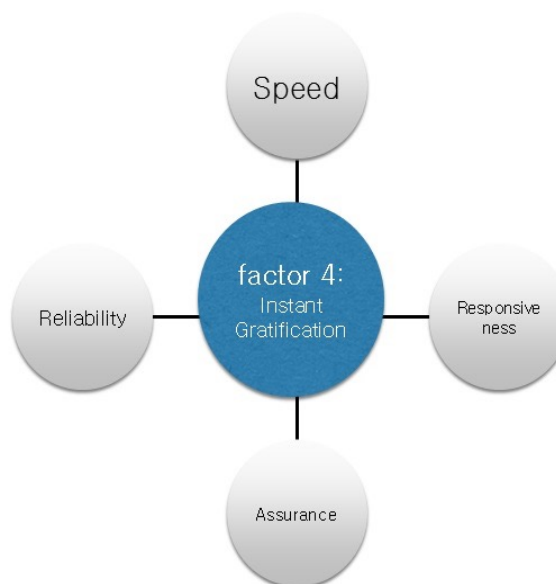 Speed
factor 4:
Instant
Gratification
Reliability
Responsive
ness
Assurance